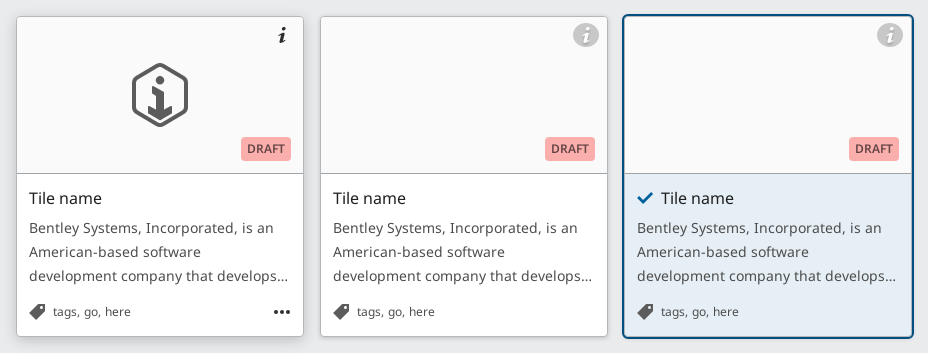 DRAFT
Tile name
Bentley Systems, Incorporated, is an
American-based software
development company that develops...
tags, go, here
DRAFT
Tile name
Bentley Systems, Incorporated, is an
American-based software
development company that develops...
tags, go, here
DRAFT
Tile name
Bentley Systems, Incorporated, is an
American-based software
development company that develops...
tags, go, here